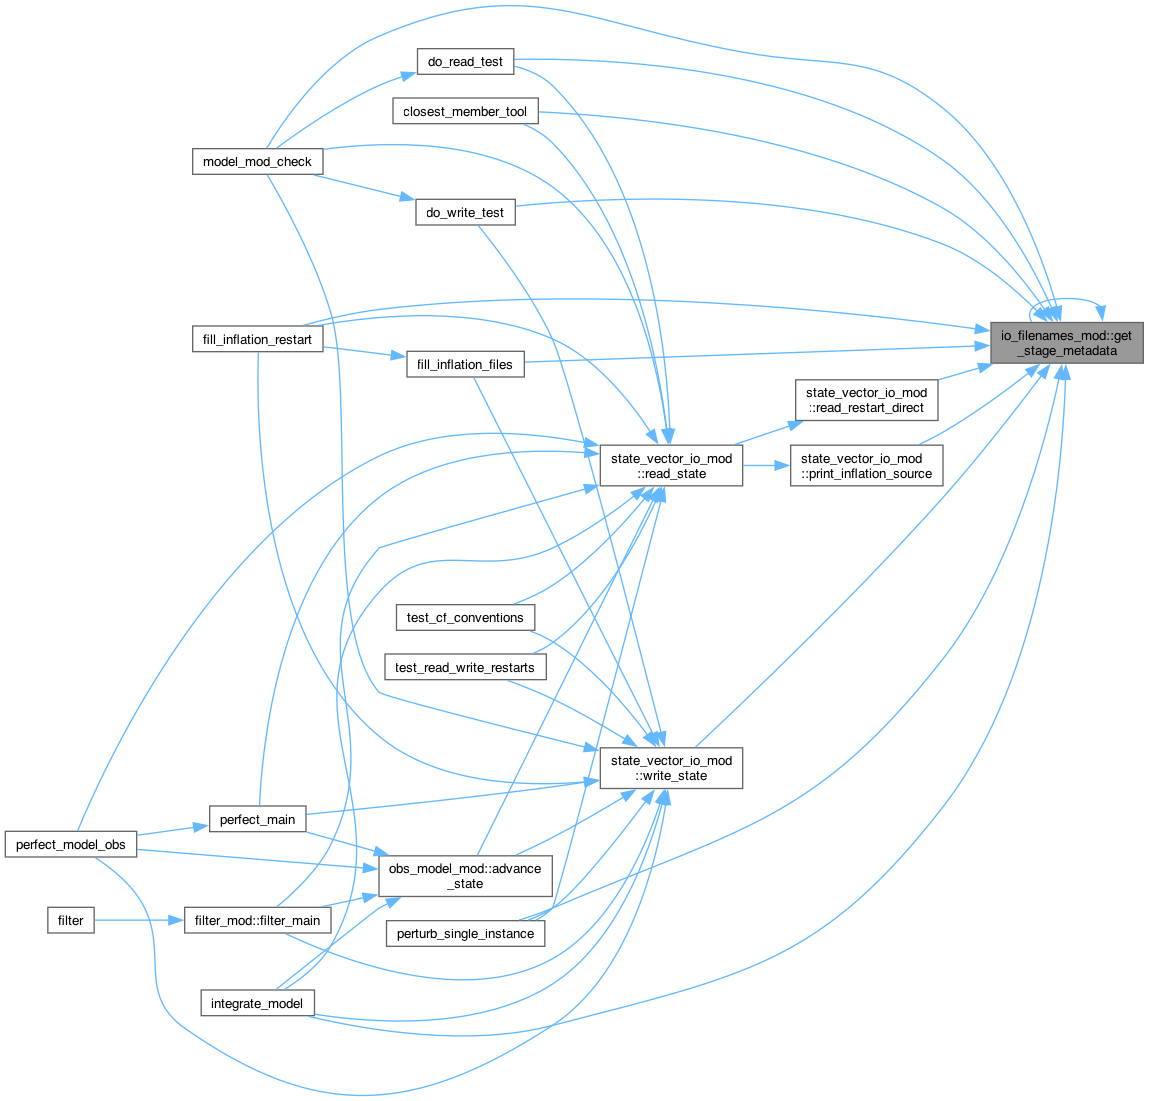 do_read_test
closest_member_tool
model_mod_check
do_write_test
io_filenames_mod::get
_stage_metadata
fill_inflation_restart
fill_inflation_files
state_vector_io_mod
::read_restart_direct
state_vector_io_mod
::read_state
state_vector_io_mod
::print_inflation_source
test_cf_conventions
test_read_write_restarts
state_vector_io_mod
::write_state
perfect_main
perfect_model_obs
obs_model_mod::advance
_state
filter
filter_mod::filter_main
perturb_single_instance
integrate_model